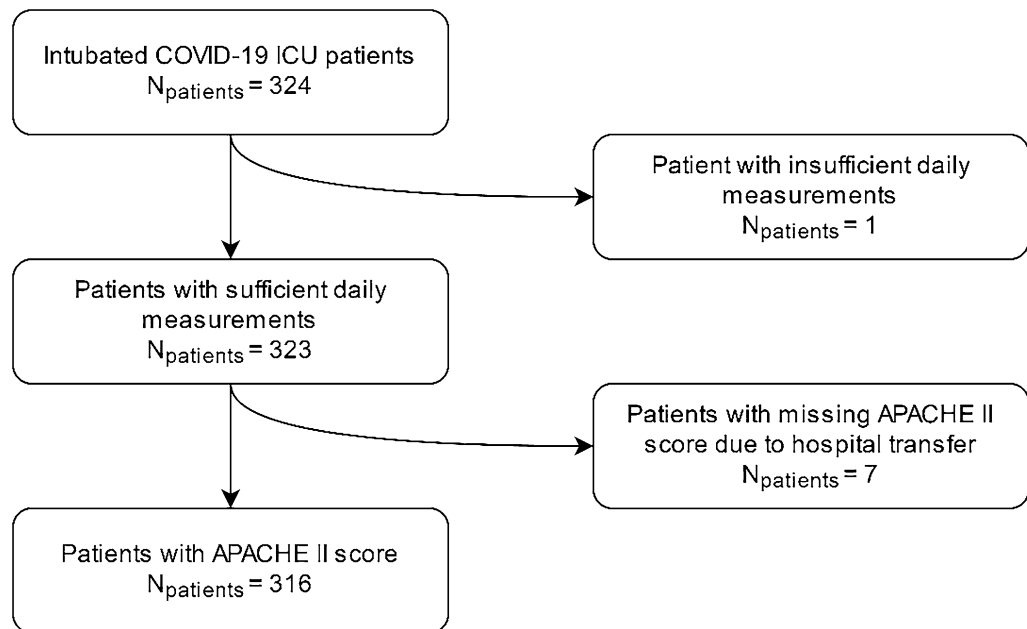 Intubated COVID-19 ICU patients
Npatients = 324
Patient with insufficient daily
measurements
Npatients = 1
Patients with sufficient daily
measurements
Npatients = 323
Patients with missing APACHE II
score due to hospital transfer
Npatients = 7
Patients with APACHE II score
Npatients = 316